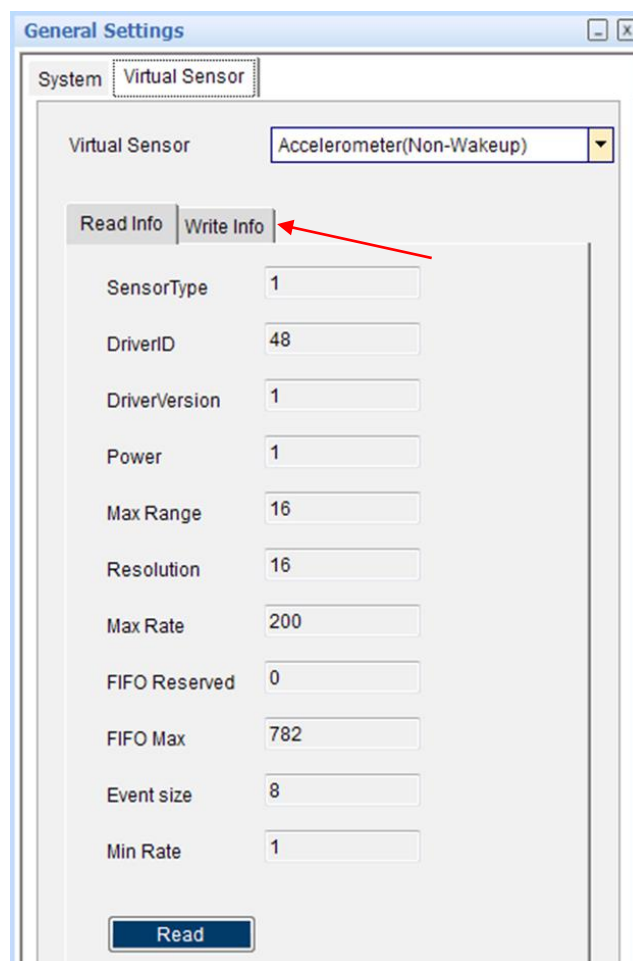 General Settings
System Virtual Sensor
Virtual Sensor Accelerometer(Non-Wakeup)
Read Info Write Info
SensorType 1
DriverID 48
DriverVersion 1
Power 1
Max Range 16
Resolution 16
Max Rate 200
FIFO Reserved 0
FIFO Max 782
Event size 8
Min Rate 1
Read